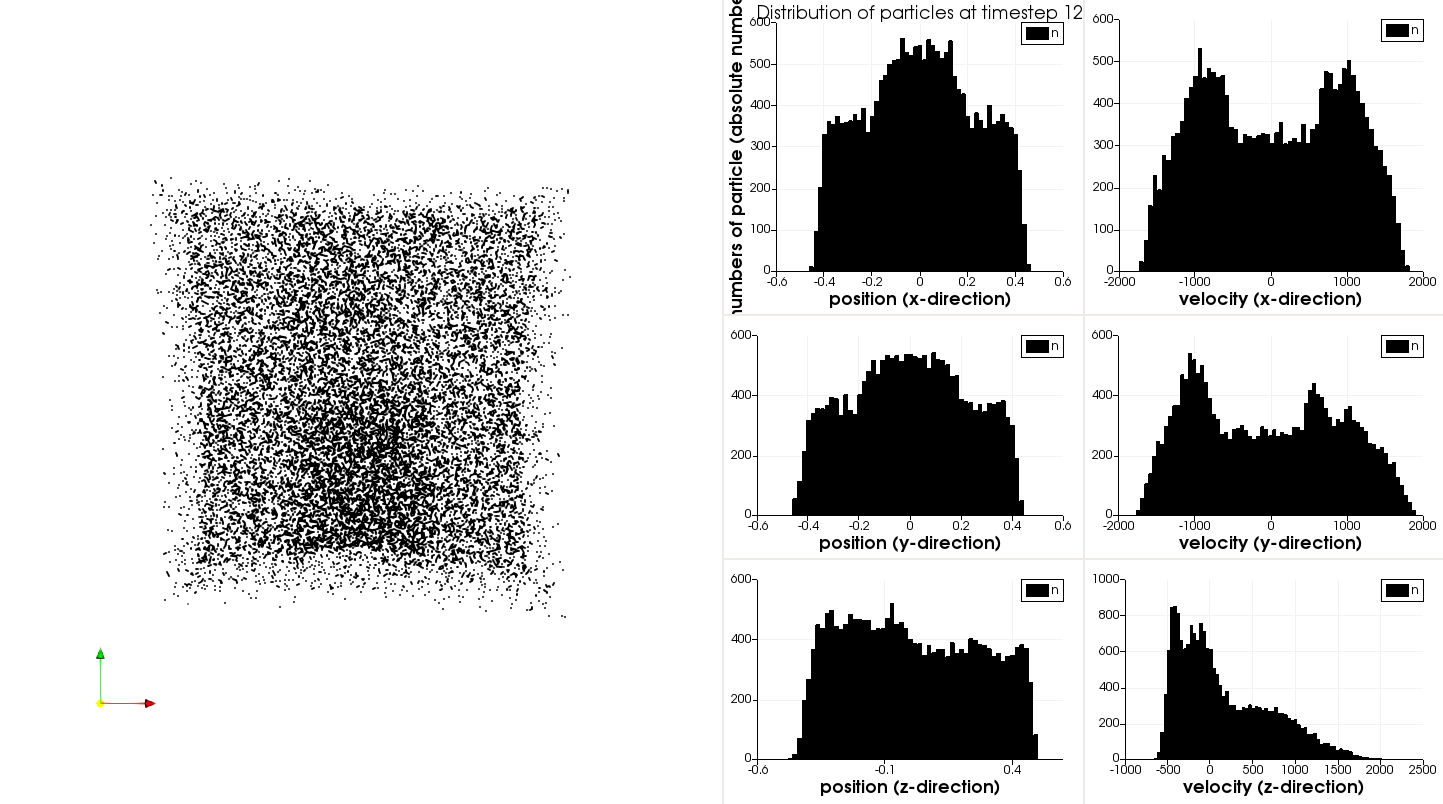 Distribution of particles at timestep 12
numbers of particle (absolute number
600
500
400
300
200
100
0
-0.6 -0.4 -0.2 0 0.2 0.4 0.6
position (x-direction)
n
600
500
400
300
200
100
0
-2000 -1000 0 1000 2000
velocity (x-direction)
n
600
400
200
0
-0.6 -0.4 -0.2 0 0.2 0.4 0.6
position (y-direction)
n
600
400
200
0
-2000 -1000 0 1000 2000
velocity (y-direction)
n
600
400
200
0
-0.6 -0.1 0.4
position (z-direction)
n
1000
800
600
400
200
0
-1000 -500 0 500 1000 1500 2000 2500
velocity (z-direction)
n